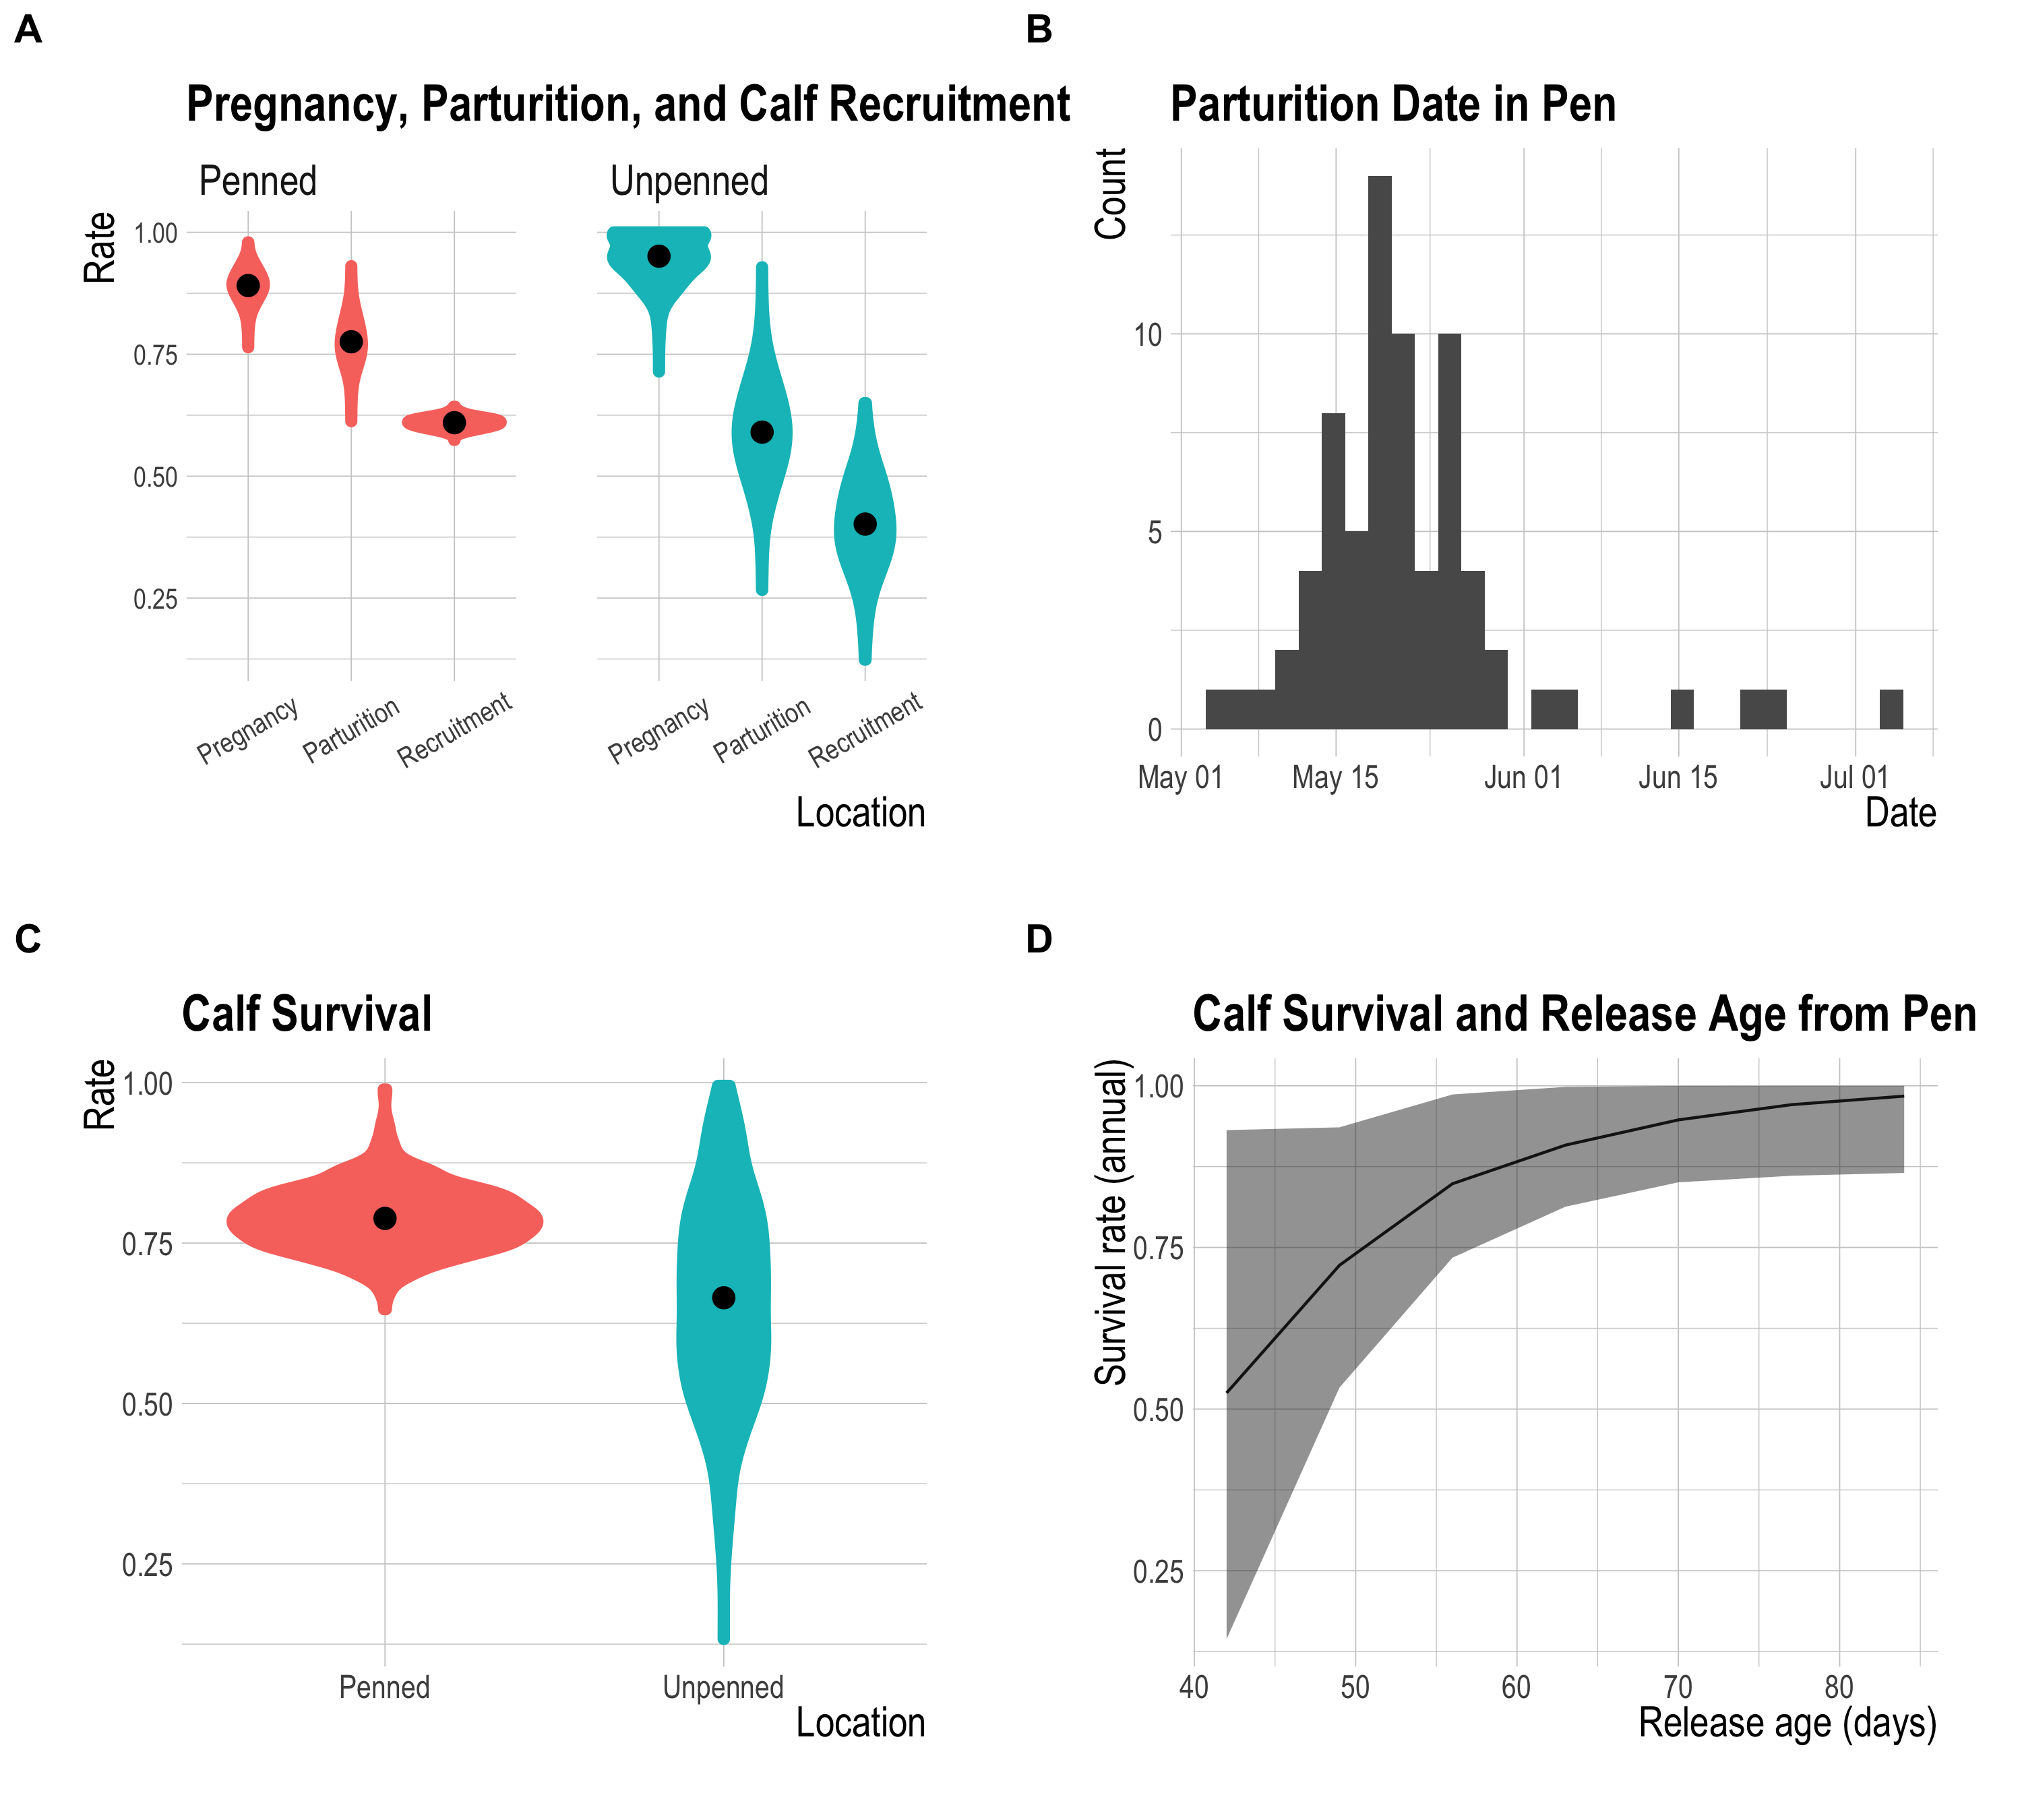 A
Pregnancy, Parturition, and Calf Recruitment
Penned
Unpenned
Rate
1.00
0.75
0.50
0.25
Pregnancy
Parturition
Recruitment
Pregnancy
Parturition
Recruitment
Location
B
Parturition Date in Pen
Count
10
5
0
May 01
May 15
Jun 01
Jun 15
Jul 01
Date
C
Calf Survival
Rate
1.00
0.75
0.50
0.25
Penned
Unpenned
Location
D
Calf Survival and Release Age from Pen
Survival rate (annual)
1.00
0.75
0.50
0.25
40
50
60
70
80
Release age (days)